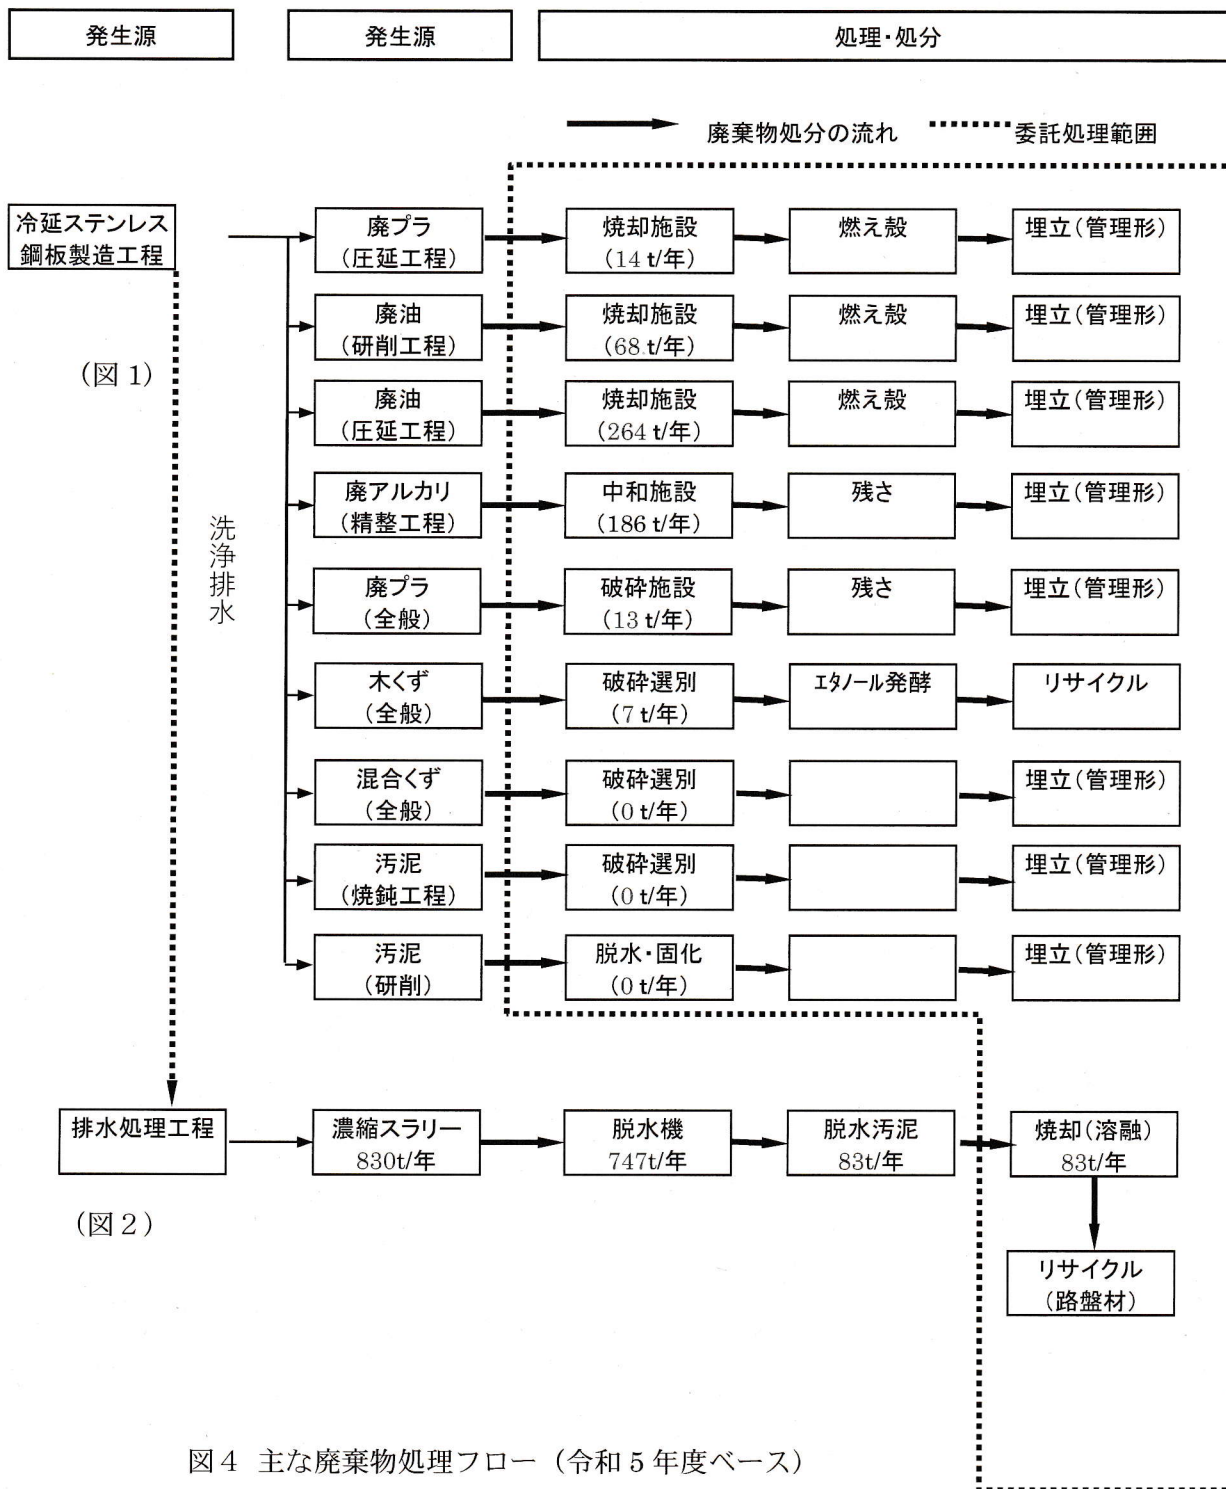 発生源
発生源
処理・処分
廃棄物処分の流れ
委託処理範囲
冷延ステンレス
鋼板製造工程
(図1)
洗浄排水
廃プラ
(圧延工程)
焼却施設
(14 t/年)
燃え殻
埋立(管理形)
廃油
(研削工程)
焼却施設
(68 t/年)
燃え殻
埋立(管理形)
廃油
(圧延工程)
焼却施設
(264 t/年)
燃え殻
埋立(管理形)
廃アルカリ
(精整工程)
中和施設
(186 t/年)
残さ
埋立(管理形)
廃プラ
(全般)
破砕施設
(13 t/年)
残さ
埋立(管理形)
木くず
(全般)
破砕選別
(7 t/年)
エタノール発酵
リサイクル
混合くず
(全般)
破砕選別
(0 t/年)
埋立(管理形)
汚泥
(焼鈍工程)
破砕選別
(0 t/年)
埋立(管理形)
汚泥
(研削)
脱水・固化
(0 t/年)
埋立(管理形)
排水処理工程
濃縮スラリー
830t/年
脱水機
747t/年
脱水汚泥
83t/年
焼却(溶融)
83t/年
(図2)
リサイクル
(路盤材)
図4 主な廃棄物処理フロー(令和5年度ベース)